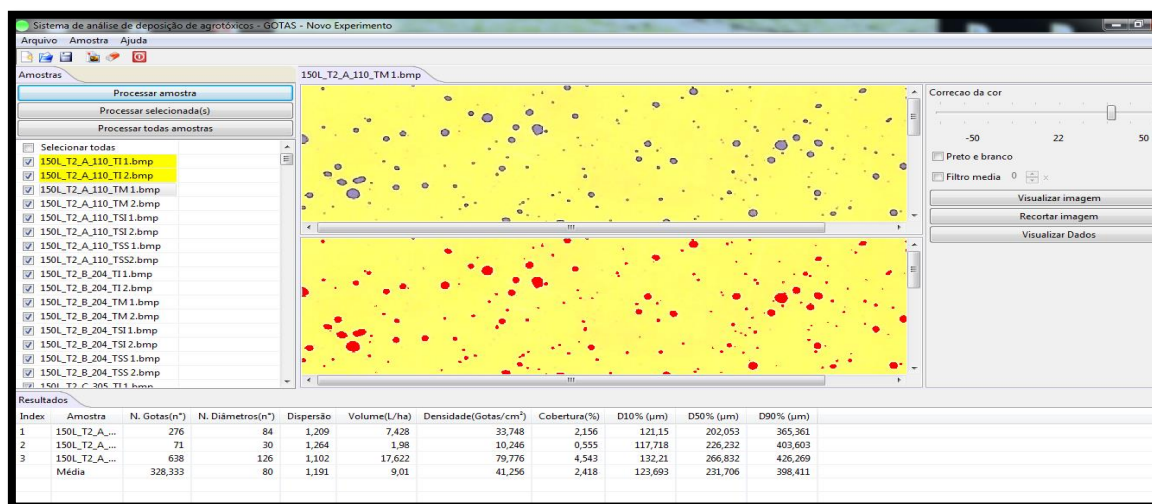 Sistema de análise de deposição de agrotóxicos - GOTAS - Novo Experimento
Arquivo Amostra Ajuda
Amostras
Processar amostra
Processar selecionada(s)
Processar todas amostras
Selecionar todas
150L_T2_A_110_TI 1.bmp
150L_T2_A_110_TI 2.bmp
150L_T2_A_110_TM 1.bmp
150L_T2_A_110_TM 2.bmp
150L_T2_A_110_TSI 1.bmp
150L_T2_A_110_TSI 2.bmp
150L_T2_A_110_TSS 1.bmp
150L_T2_A_110_TSS2.bmp
150L_T2_B_204_TI 1.bmp
150L_T2_B_204_TI 2.bmp
150L_T2_B_204_TM 1.bmp
150L_T2_B_204_TM 2.bmp
150L_T2_B_204_TSI 1.bmp
150L_T2_B_204_TSI 2.bmp
150L_T2_B_204_TSS 1.bmp
150L_T2_B_204_TSS 2.bmp
150L_T2_C_305_TI 1.bmp
150L_T2_A_110_TM 1.bmp
Correcao da cor
-50 22 50
Preto e branco
Filtro media 0 x
Visualizar imagem
Recortar imagem
Visualizar Dados
Resultados
Index Amostra N. Gotas(n°) N. Diâmetros(n°) Dispersão Volume(L/ha) Densidade(Gotas/cm²) Cobertura(%) D10% (µm) D50% (µm) D90% (µm)
1 150L_T2_A_... 276 84 1,209 7,428 33,748 2,156 121,15 202,053 365,361
2 150L_T2_A_... 71 30 1,264 1,98 10,246 0,555 117,718 226,232 403,603
3 150L_T2_A_... 638 126 1,102 17,622 79,776 4,543 132,21 266,832 426,269
Média 328,333 80 1,191 9,01 41,256 2,418 123,693 231,706 398,411